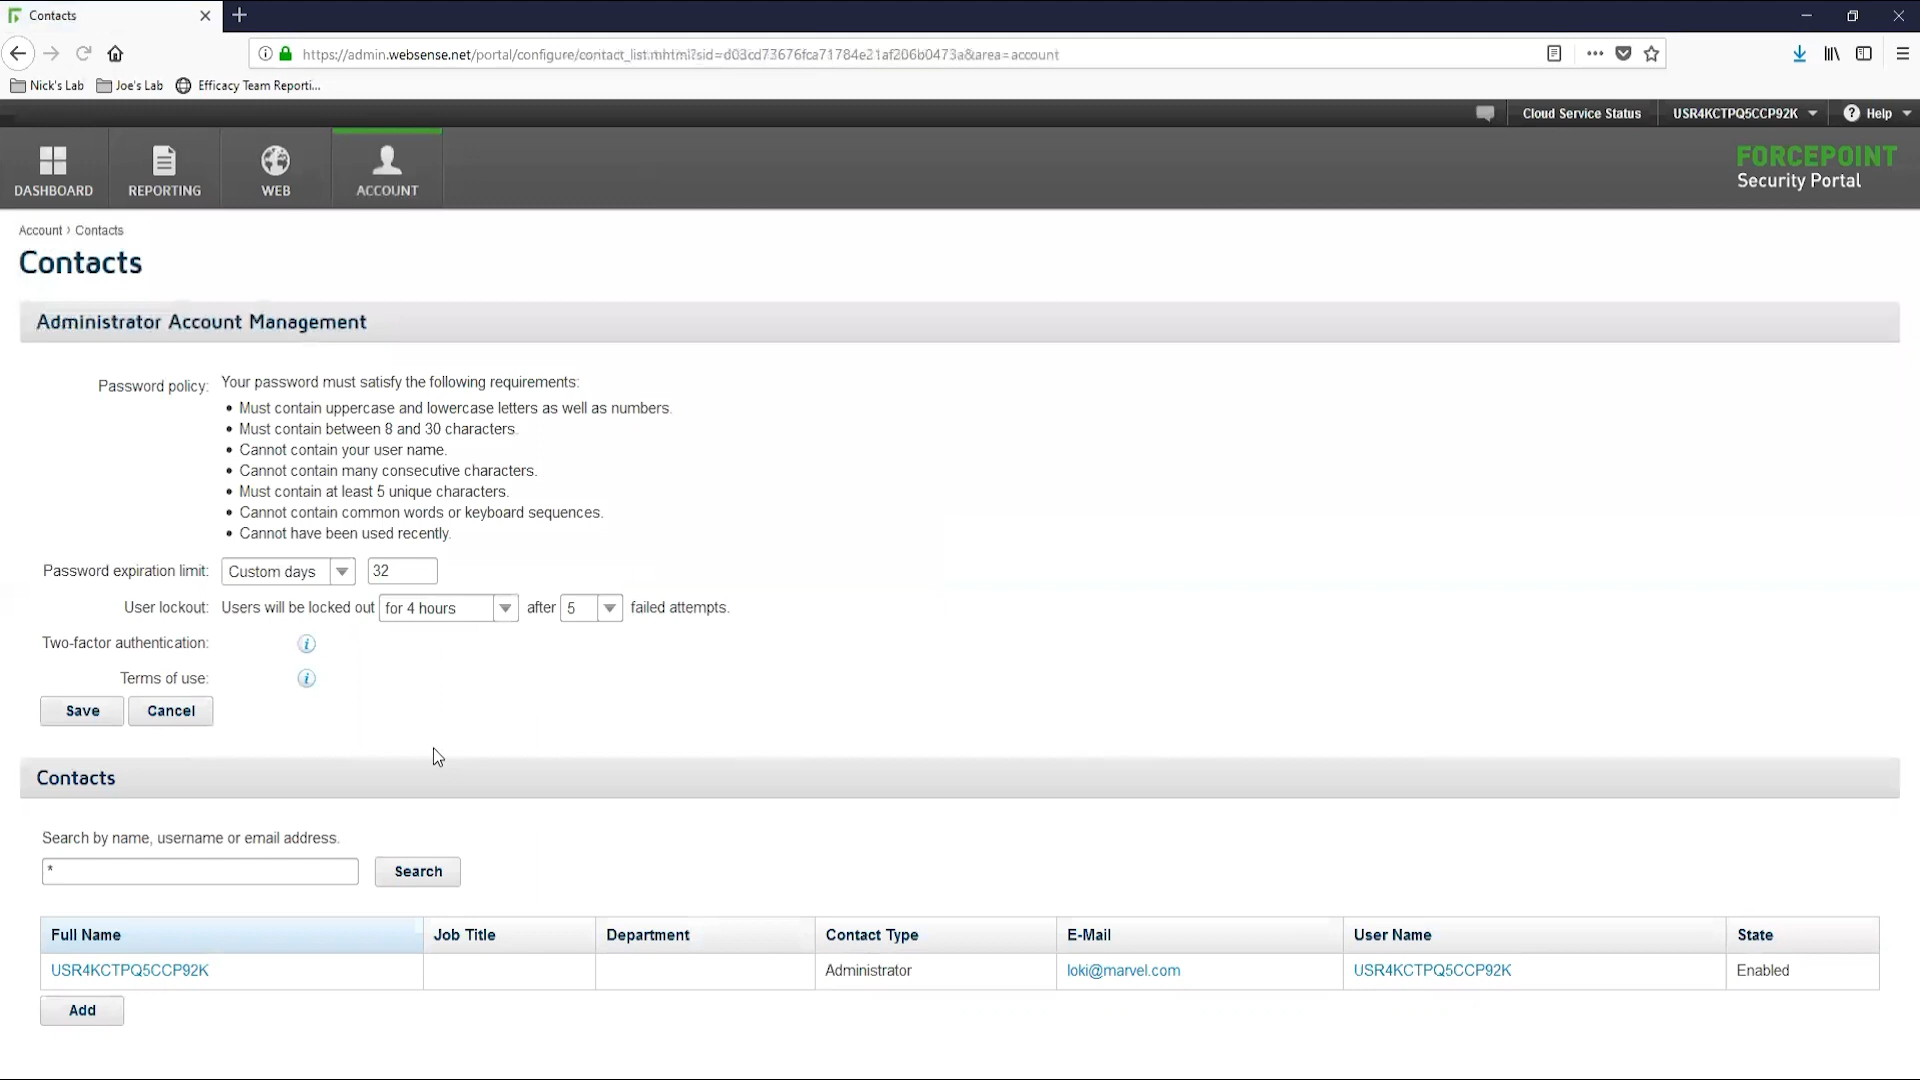 Contacts
https://admin.websense.net/portal/configure/contact_list.mhtml?sid=d03cd73676fca71784e21af206b0473a&area=account
Nick's Lab
Joe's Lab
Efficacy Team Reporti...
Cloud Service Status
USR4KCTPQ5CCP92K
Help
DASHBOARD
REPORTING
WEB
ACCOUNT
FORCEPOINT
Security Portal
Account › Contacts
Contacts
Administrator Account Management
Password policy: Your password must satisfy the following requirements:
• Must contain uppercase and lowercase letters as well as numbers.
• Must contain between 8 and 30 characters.
• Cannot contain your user name.
• Cannot contain many consecutive characters.
• Must contain at least 5 unique characters.
• Cannot contain common words or keyboard sequences.
• Cannot have been used recently.
Password expiration limit: Custom days 32
User lockout: Users will be locked out for 4 hours after 5 failed attempts.
Two-factor authentication:
Terms of use:
Save Cancel
Contacts
Search by name, username or email address.
* Search
Full Name Job Title Department Contact Type E-Mail User Name State
USR4KCTPQ5CCP92K Administrator loki@marvel.com USR4KCTPQ5CCP92K Enabled
Add